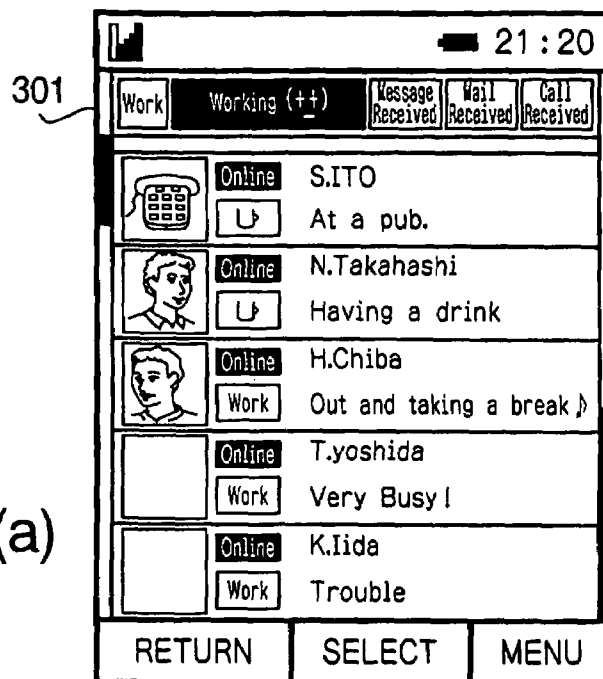 21:20
301
Work Working (++) Message Received Mail Received Call Received
Online S.ITO
At a pub.
Online N.Takahashi
Having a drink
Online H.Chiba
Work Out and taking a break♪
Online T.yoshida
Work Very Busy!
Online K.Iida
Work Trouble
(a)
RETURN SELECT MENU